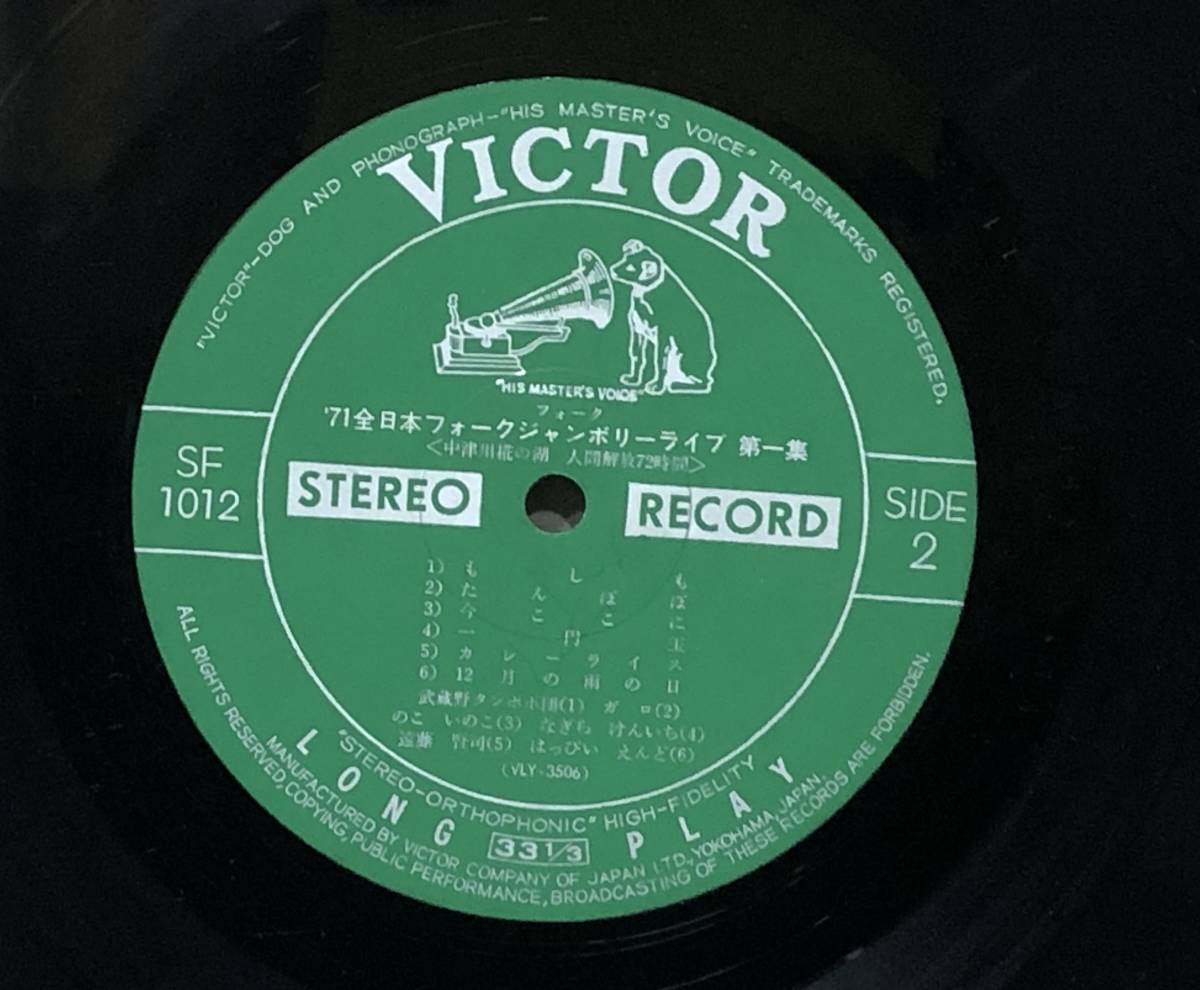 "VICTOR"-DOG AND PHONOGRAPH-"HIS MASTER'S VOICE" TRADEMARKS REGISTERED.
VICTOR
"HIS MASTER'S VOICE"
フォーク
'71全日本フォークジャンボリーライブ 第一集
<中津川椛の湖 人間解放72時間>
SF
1012
STEREO
RECORD
SIDE
2
1) もしも
2) たんぽぽ
3) 今ここに
4) 一円玉
5) カレーライス
6) 12月の雨の日
武蔵野タンポポ団(1) ガロ(2)
のこ いのこ(3) なぎら けんいち(4)
遠藤 賢司(5) はっぴい えんど(6)
(VLY-3506)
"STEREO-ORTHOPHONIC" HIGH-FIDELITY
LONG 33 1/3 PLAY
MANUFACTURED BY VICTOR COMPANY OF JAPAN LTD., YOKOHAMA, JAPAN.
ALL RIGHTS RESERVED, COPYING, PUBLIC PERFORMANCE, BROADCASTING OF THESE RECORDS ARE FORBIDDEN.